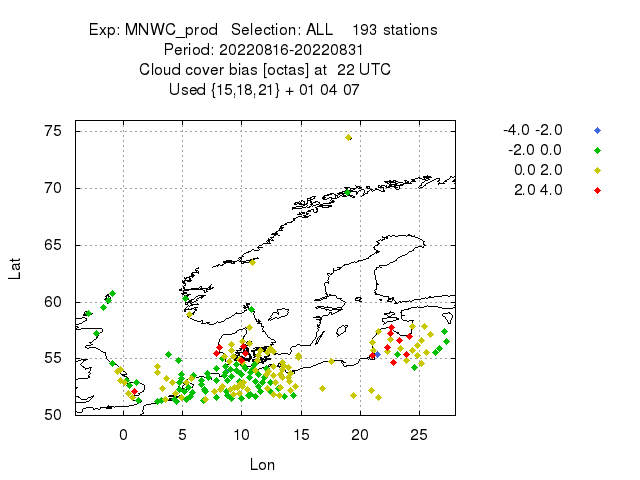 Exp: MNWC_prod Selection: ALL 193 stations
Period: 20220816-20220831
Cloud cover bias [octas] at 22 UTC
Used {15,18,21} + 01 04 07
-4.0 -2.0
-2.0 0.0
0.0 2.0
2.0 4.0
75
70
65
60
55
50
Lat
0 5 10 15 20 25
Lon